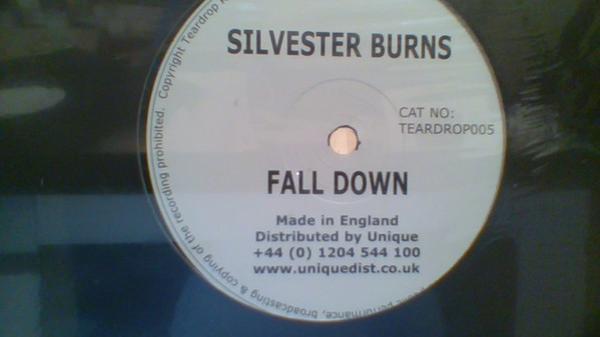 SILVESTER BURNS
CAT NO:
TEARDROP005
FALL DOWN
Made in England
Distributed by Unique
+44 (0) 1204 544 100
www.uniquedist.co.uk
performance, broadcasting & copying of the recording prohibited. Copyright Teardrop